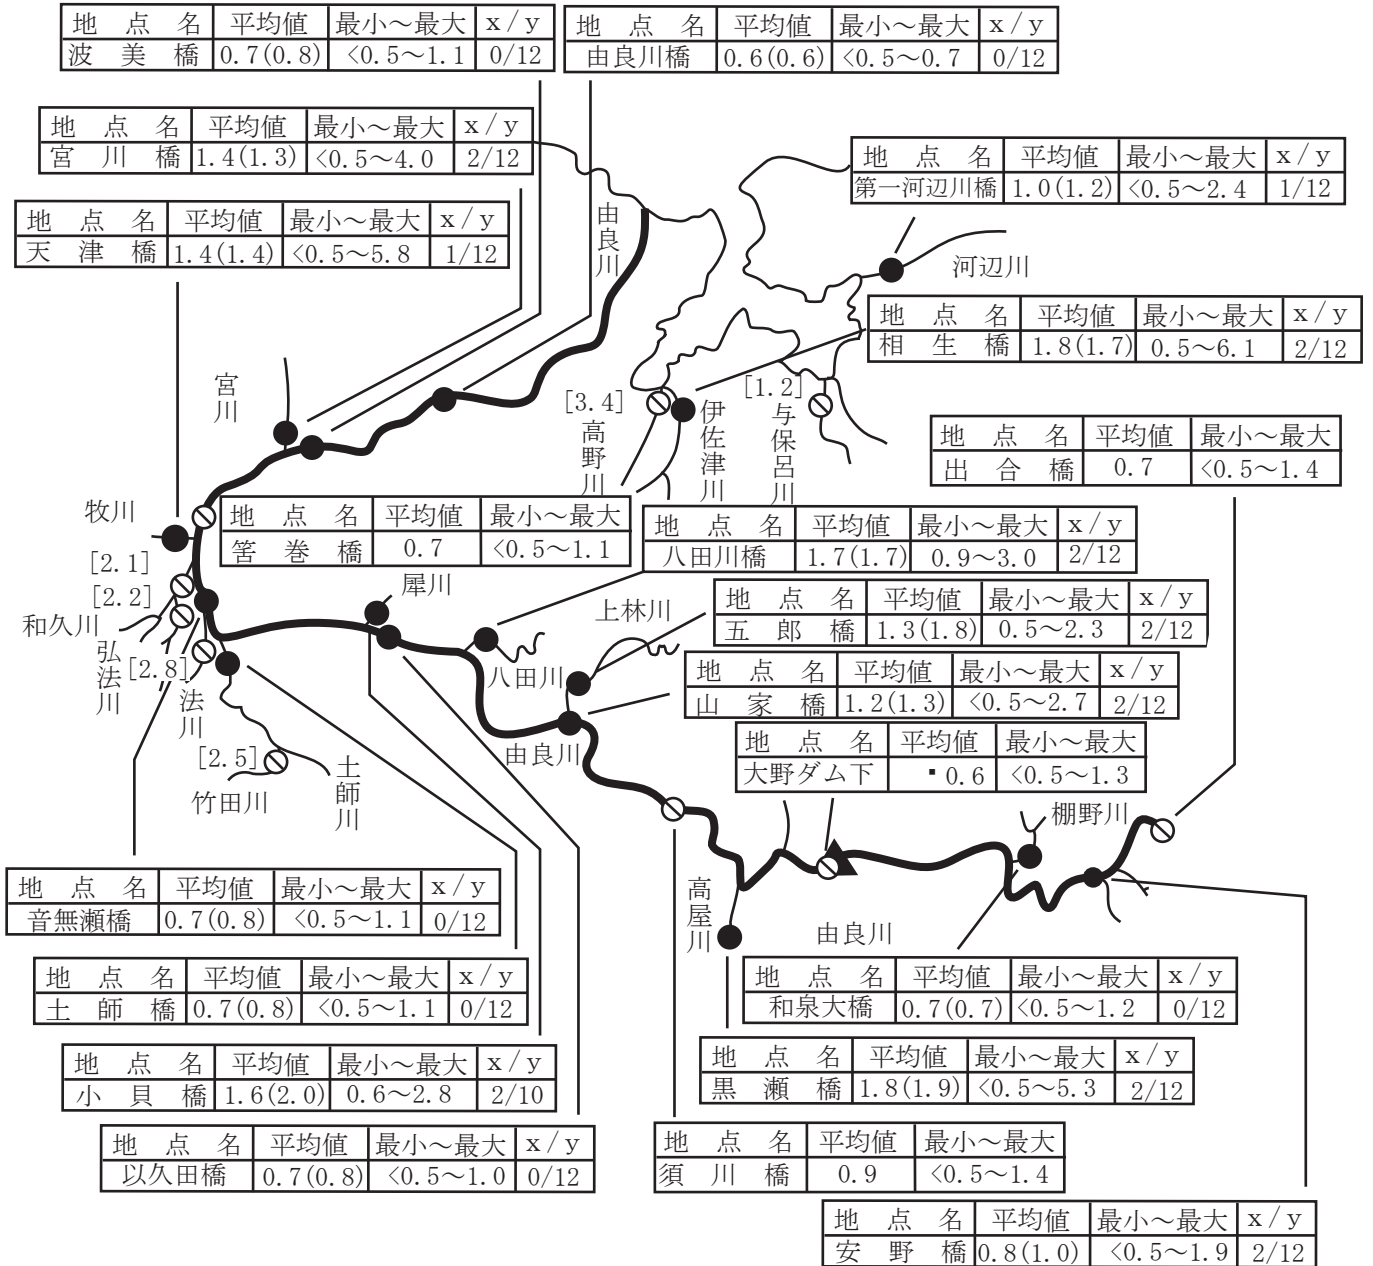 地点名 平均値 最小～最大 x/y
波美橋 0.7(0.8) <0.5～1.1 0/12
地点名 平均値 最小～最大 x/y
由良川橋 0.6(0.6) <0.5～0.7 0/12
地点名 平均値 最小～最大 x/y
宮川橋 1.4(1.3) <0.5～4.0 2/12
地点名 平均値 最小～最大 x/y
第一河辺川橋 1.0(1.2) <0.5～2.4 1/12
地点名 平均値 最小～最大 x/y
天津橋 1.4(1.4) <0.5～5.8 1/12
由良川
河辺川
地点名 平均値 最小～最大 x/y
相生橋 1.8(1.7) 0.5～6.1 2/12
宮川
[3.4]
高野川
伊佐津川
[1.2]
与保呂川
地点名 平均値 最小～最大
出合橋 0.7 <0.5～1.4
牧川
地点名 平均値 最小～最大
筈巻橋 0.7 <0.5～1.1
地点名 平均値 最小～最大 x/y
八田川橋 1.7(1.7) 0.9～3.0 2/12
[2.1]
[2.2]
和久川
弘法川
[2.8]
法川
犀川
上林川
地点名 平均値 最小～最大 x/y
五郎橋 1.3(1.8) 0.5～2.3 2/12
八田川
地点名 平均値 最小～最大 x/y
山家橋 1.2(1.3) <0.5～2.7 2/12
由良川
地点名 平均値 最小～最大
大野ダム下 0.6 <0.5～1.3
[2.5]
竹田川
土師川
棚野川
地点名 平均値 最小～最大 x/y
音無瀬橋 0.7(0.8) <0.5～1.1 0/12
高屋川
由良川
地点名 平均値 最小～最大 x/y
土師橋 0.7(0.8) <0.5～1.1 0/12
地点名 平均値 最小～最大 x/y
和泉大橋 0.7(0.7) <0.5～1.2 0/12
地点名 平均値 最小～最大 x/y
小貝橋 1.6(2.0) 0.6～2.8 2/10
地点名 平均値 最小～最大 x/y
黒瀬橋 1.8(1.9) <0.5～5.3 2/12
地点名 平均値 最小～最大 x/y
以久田橋 0.7(0.8) <0.5～1.0 0/12
地点名 平均値 最小～最大
須川橋 0.9 <0.5～1.4
地点名 平均値 最小～最大 x/y
安野橋 0.8(1.0) <0.5～1.9 2/12